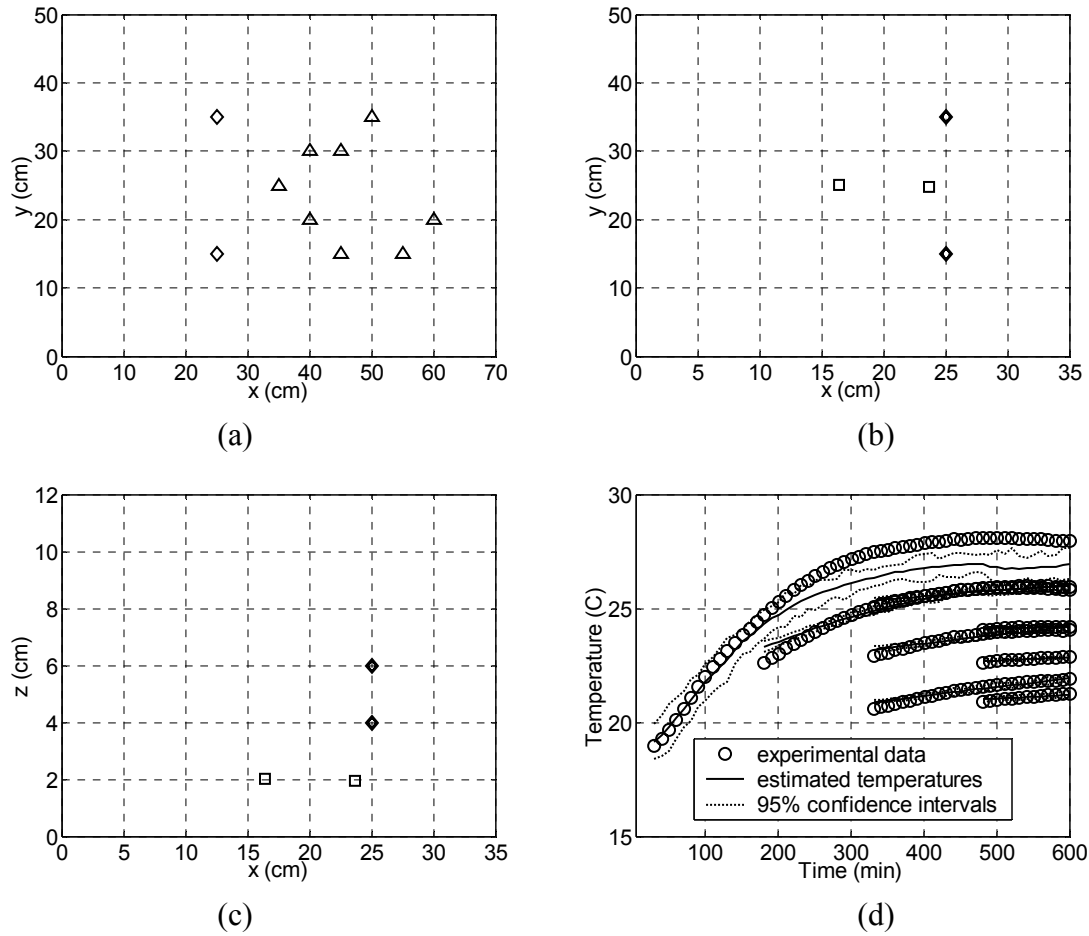 50
40
30
20
10
0
y (cm)
0 10 20 30 40 50 60 70
x (cm)
(a)
50
40
30
20
10
0
y (cm)
0 5 10 15 20 25 30 35
x (cm)
(b)
12
10
8
6
4
2
0
z (cm)
0 5 10 15 20 25 30 35
x (cm)
(c)
30
25
20
15
Temperature (C)
experimental data
estimated temperatures
95% confidence intervals
100 200 300 400 500 600
Time (min)
(d)